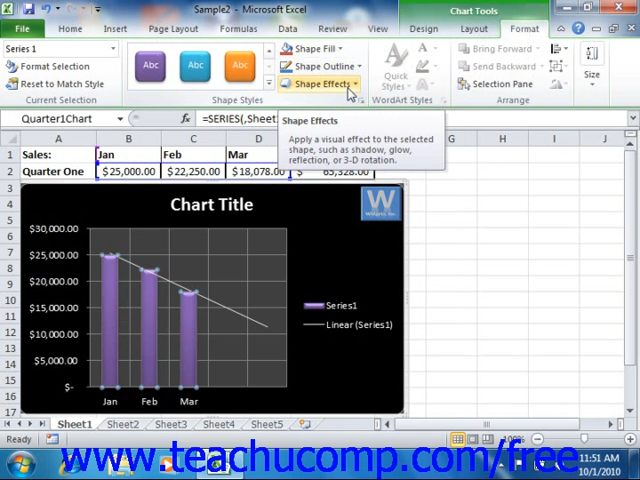 Sample2 - Microsoft Excel
Chart Tools
File Home Insert Page Layout Formulas Data Review View Design Layout Format
Series 1
Format Selection
Reset to Match Style
Current Selection
Abc Abc Abc
Shape Fill
Shape Outline
Shape Effects
Shape Styles
Quick Styles
WordArt Styles
Bring Forward
Send Backward
Selection Pane
Arrange
Size
Quarter1Chart fx =SERIES(,Sheet1
Shape Effects
Apply a visual effect to the selected
shape, such as shadow, glow,
reflection, or 3-D rotation.
A B C D G H I J
1 Sales: Jan Feb Mar
2 Quarter One $25,000.00 $22,250.00 $18,078.00 $ 65,328.00
3
4
5
6
7
8
9
10
11
12
13
14
15
16
17
Chart Title
W
$30,000.00
$25,000.00
$20,000.00
$15,000.00
$10,000.00
$5,000.00
$-
Jan Feb Mar
Series1
Linear (Series1)
Sheet1 Sheet2 Sheet3 Sheet4 Sheet5
Ready 100%
www.teachucomp.com/free
11:51 AM
10/1/2010